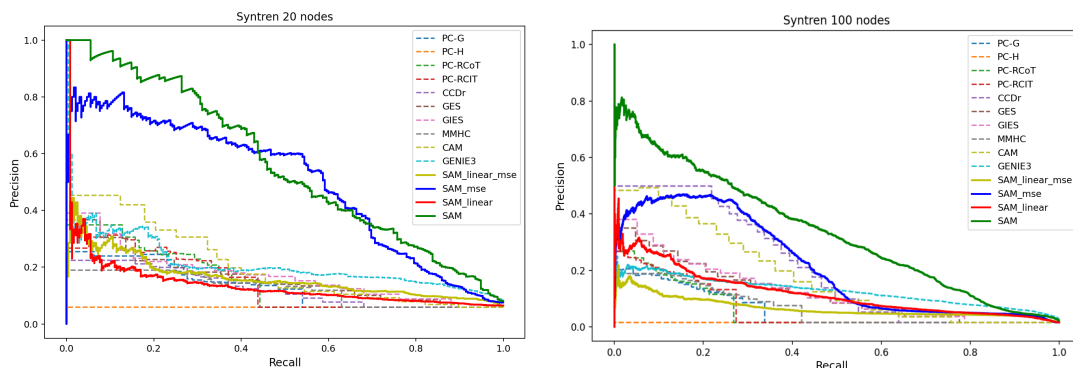 Syntren 20 nodes
Precision
1.0
0.8
0.6
0.4
0.2
0.0
PC-G
PC-H
PC-RCoT
PC-RCIT
CCDr
GES
GIES
MMHC
CAM
GENIE3
SAM_linear_mse
SAM_mse
SAM_linear
SAM
0.0 0.2 0.4 0.6 0.8 1.0
Recall
Syntren 100 nodes
Precision
1.0
0.8
0.6
0.4
0.2
0.0
PC-G
PC-H
PC-RCoT
PC-RCIT
CCDr
GES
GIES
MMHC
CAM
GENIE3
SAM_linear_mse
SAM_mse
SAM_linear
SAM
0.0 0.2 0.4 0.6 0.8 1.0
Recall